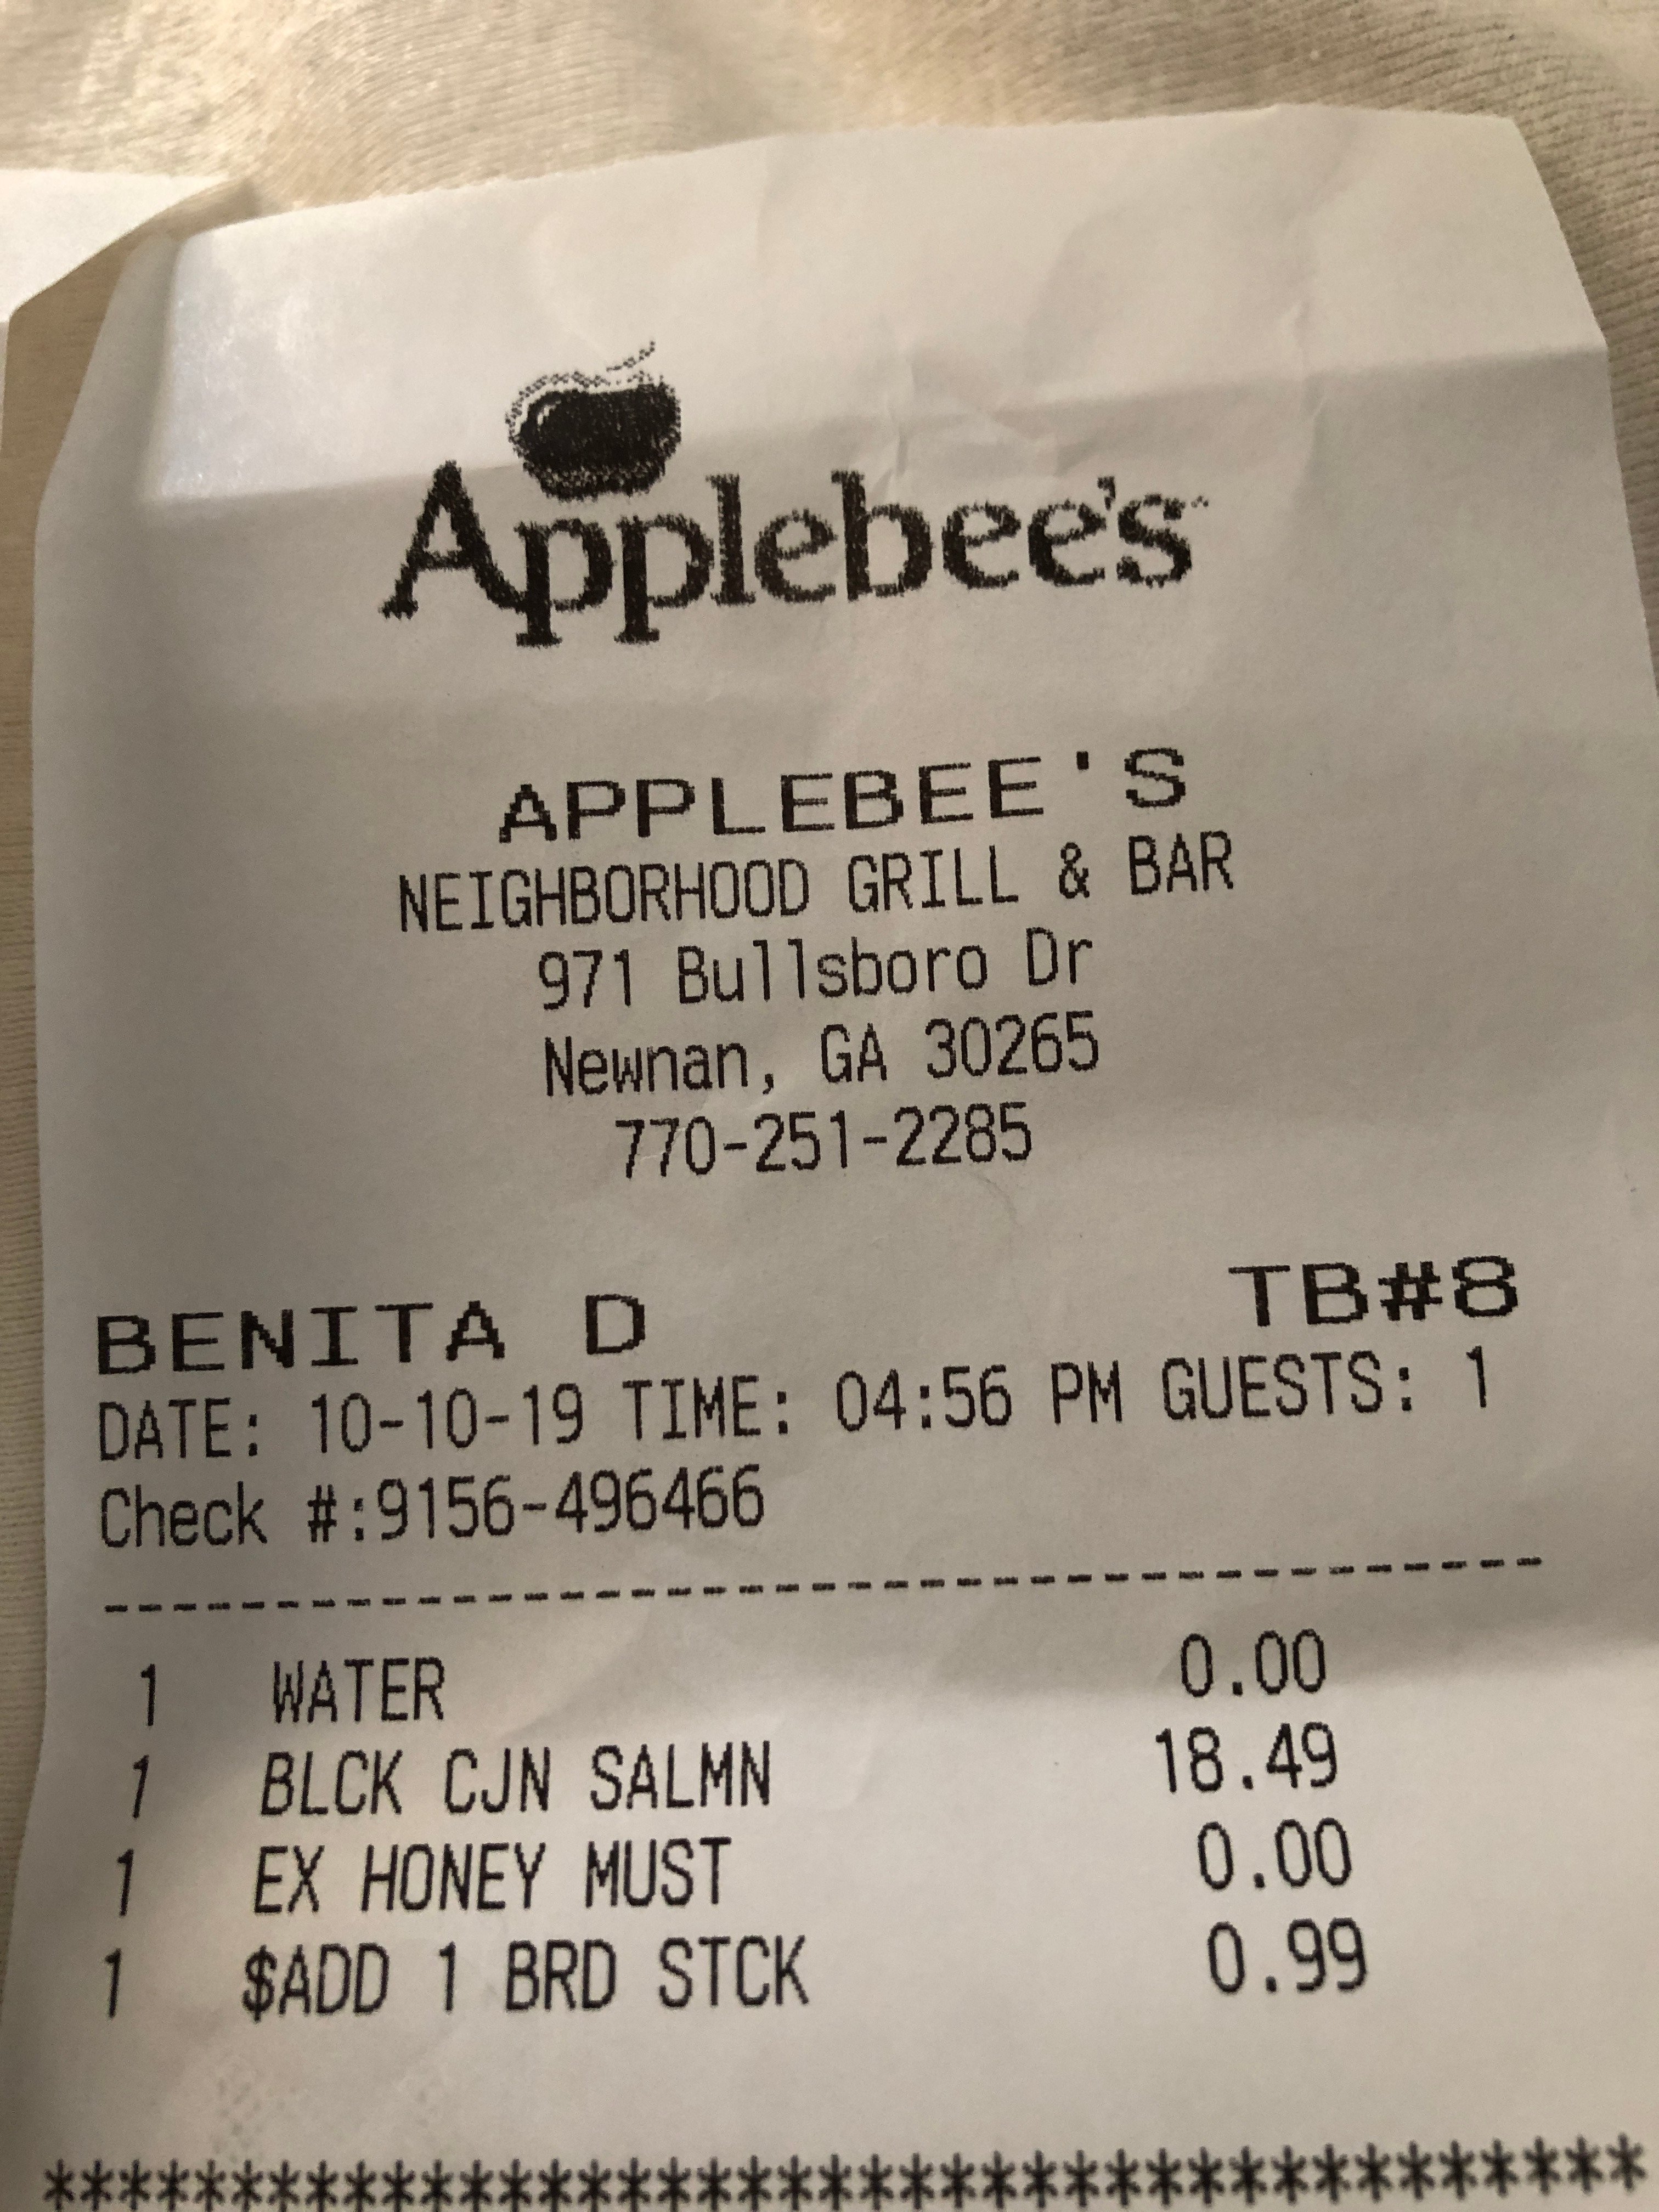 Applebee's
APPLEBEE'S
NEIGHBORHOOD GRILL & BAR
971 Bullsboro Dr
Newnan, GA 30265
770-251-2285
BENITA D TB#8
DATE: 10-10-19 TIME: 04:56 PM GUESTS: 1
Check #:9156-496466
--------------------------------------
1 WATER 0.00
1 BLCK CJN SALMN 18.49
1 EX HONEY MUST 0.00
1 $ADD 1 BRD STCK 0.99
******************************************